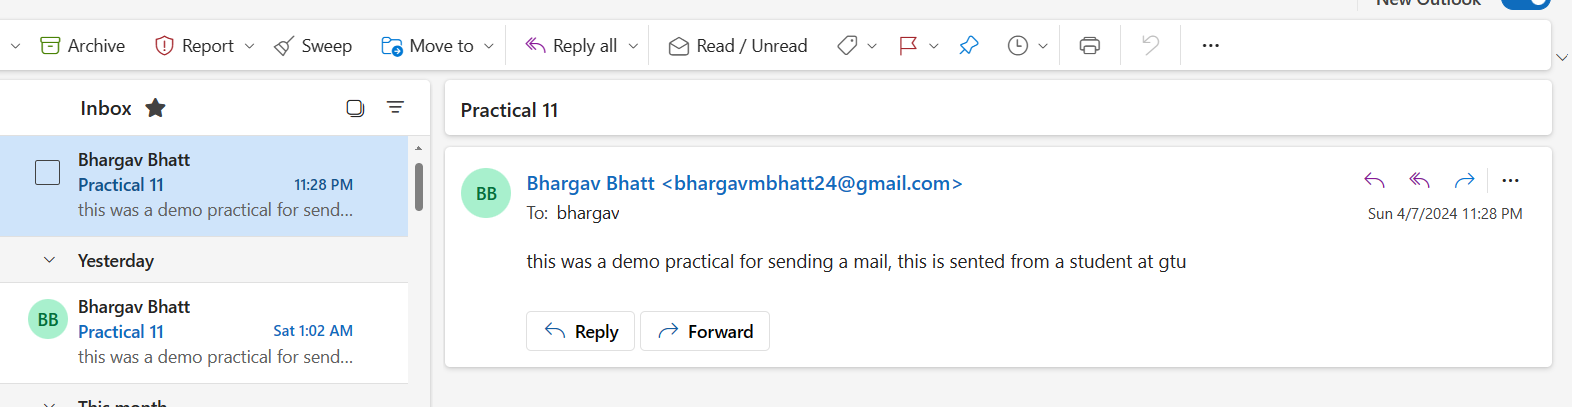 New Outlook
Archive Report Sweep Move to Reply all Read / Unread
Inbox
Bhargav Bhatt
Practical 11 11:28 PM
this was a demo practical for send...
Yesterday
BB
Bhargav Bhatt
Practical 11 Sat 1:02 AM
this was a demo practical for send...
This month
Practical 11
BB
Bhargav Bhatt <bhargavmbhatt24@gmail.com>
To: bhargav
Sun 4/7/2024 11:28 PM
this was a demo practical for sending a mail, this is sented from a student at gtu
Reply Forward